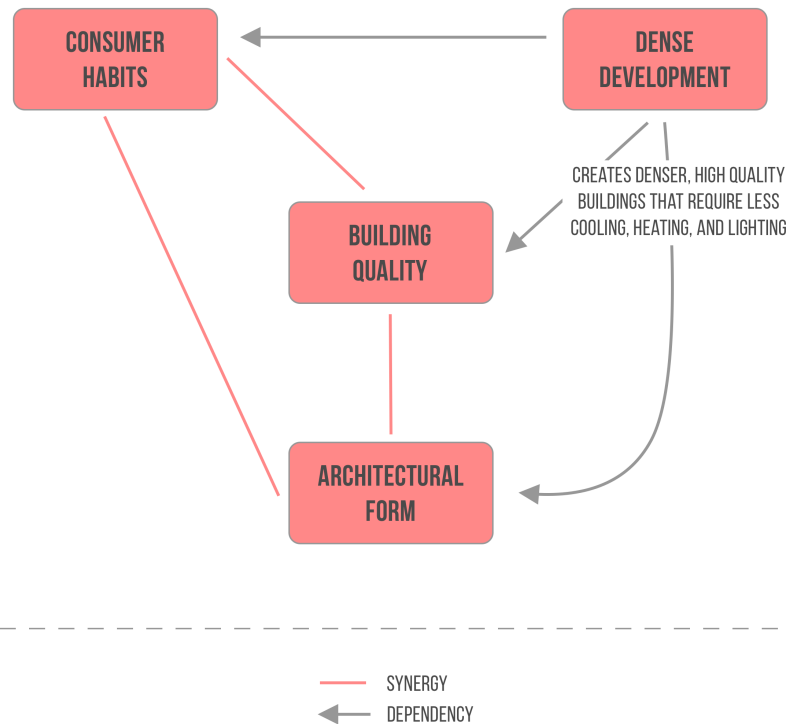 CONSUMER
HABITS
DENSE
DEVELOPMENT
CREATES DENSER, HIGH QUALITY
BUILDINGS THAT REQUIRE LESS
COOLING, HEATING, AND LIGHTING
BUILDING
QUALITY
ARCHITECTURAL
FORM
SYNERGY
DEPENDENCY